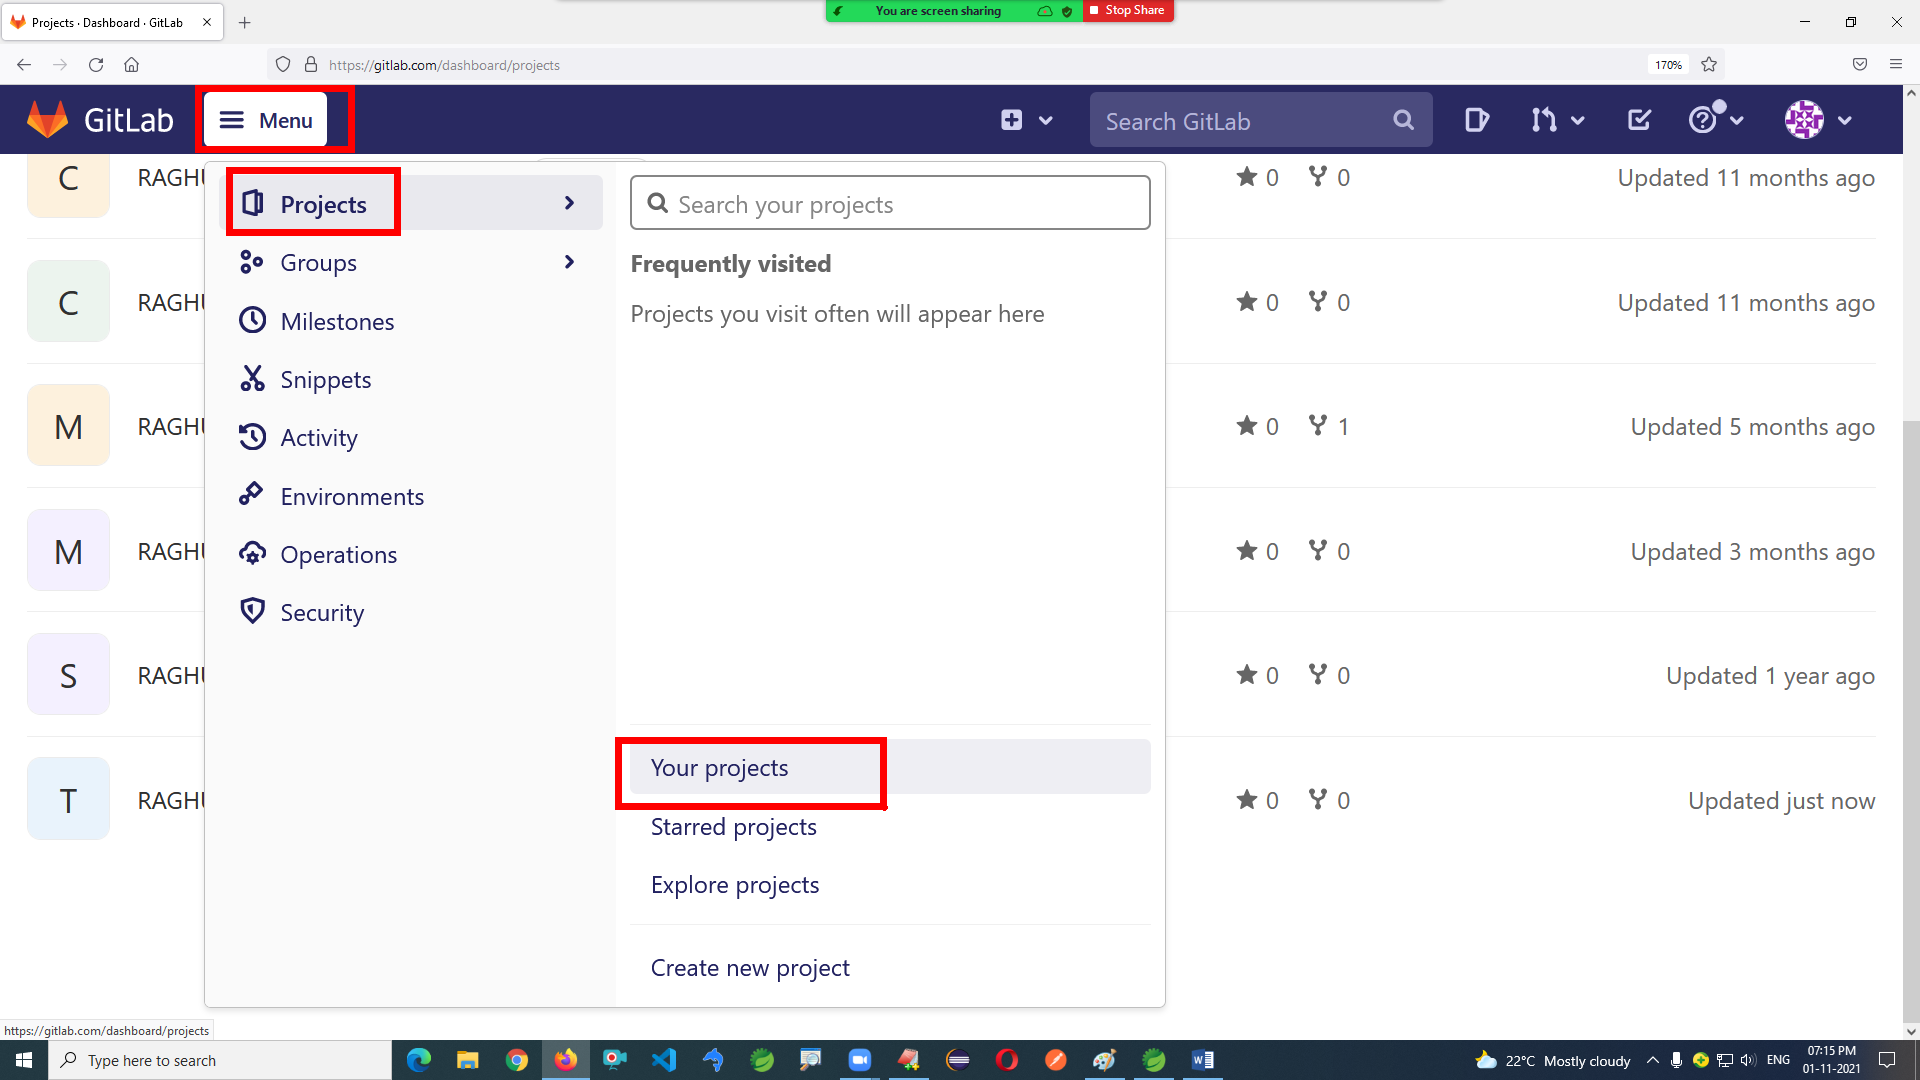 Projects · Dashboard · GitLab
You are screen sharing
Stop Share
https://gitlab.com/dashboard/projects
170%
GitLab
Menu
Search GitLab
C
RAGHU
0
0
Updated 11 months ago
Projects
Search your projects
Groups
Frequently visited
Milestones
Projects you visit often will appear here
C
RAGHU
0
0
Updated 11 months ago
Snippets
Activity
M
RAGHU
0
1
Updated 5 months ago
Environments
Operations
M
RAGHU
0
0
Updated 3 months ago
Security
S
RAGHU
0
0
Updated 1 year ago
Your projects
T
RAGHU
0
0
Updated just now
Starred projects
Explore projects
Create new project
https://gitlab.com/dashboard/projects
Type here to search
22°C Mostly cloudy
ENG
07:15 PM
01-11-2021